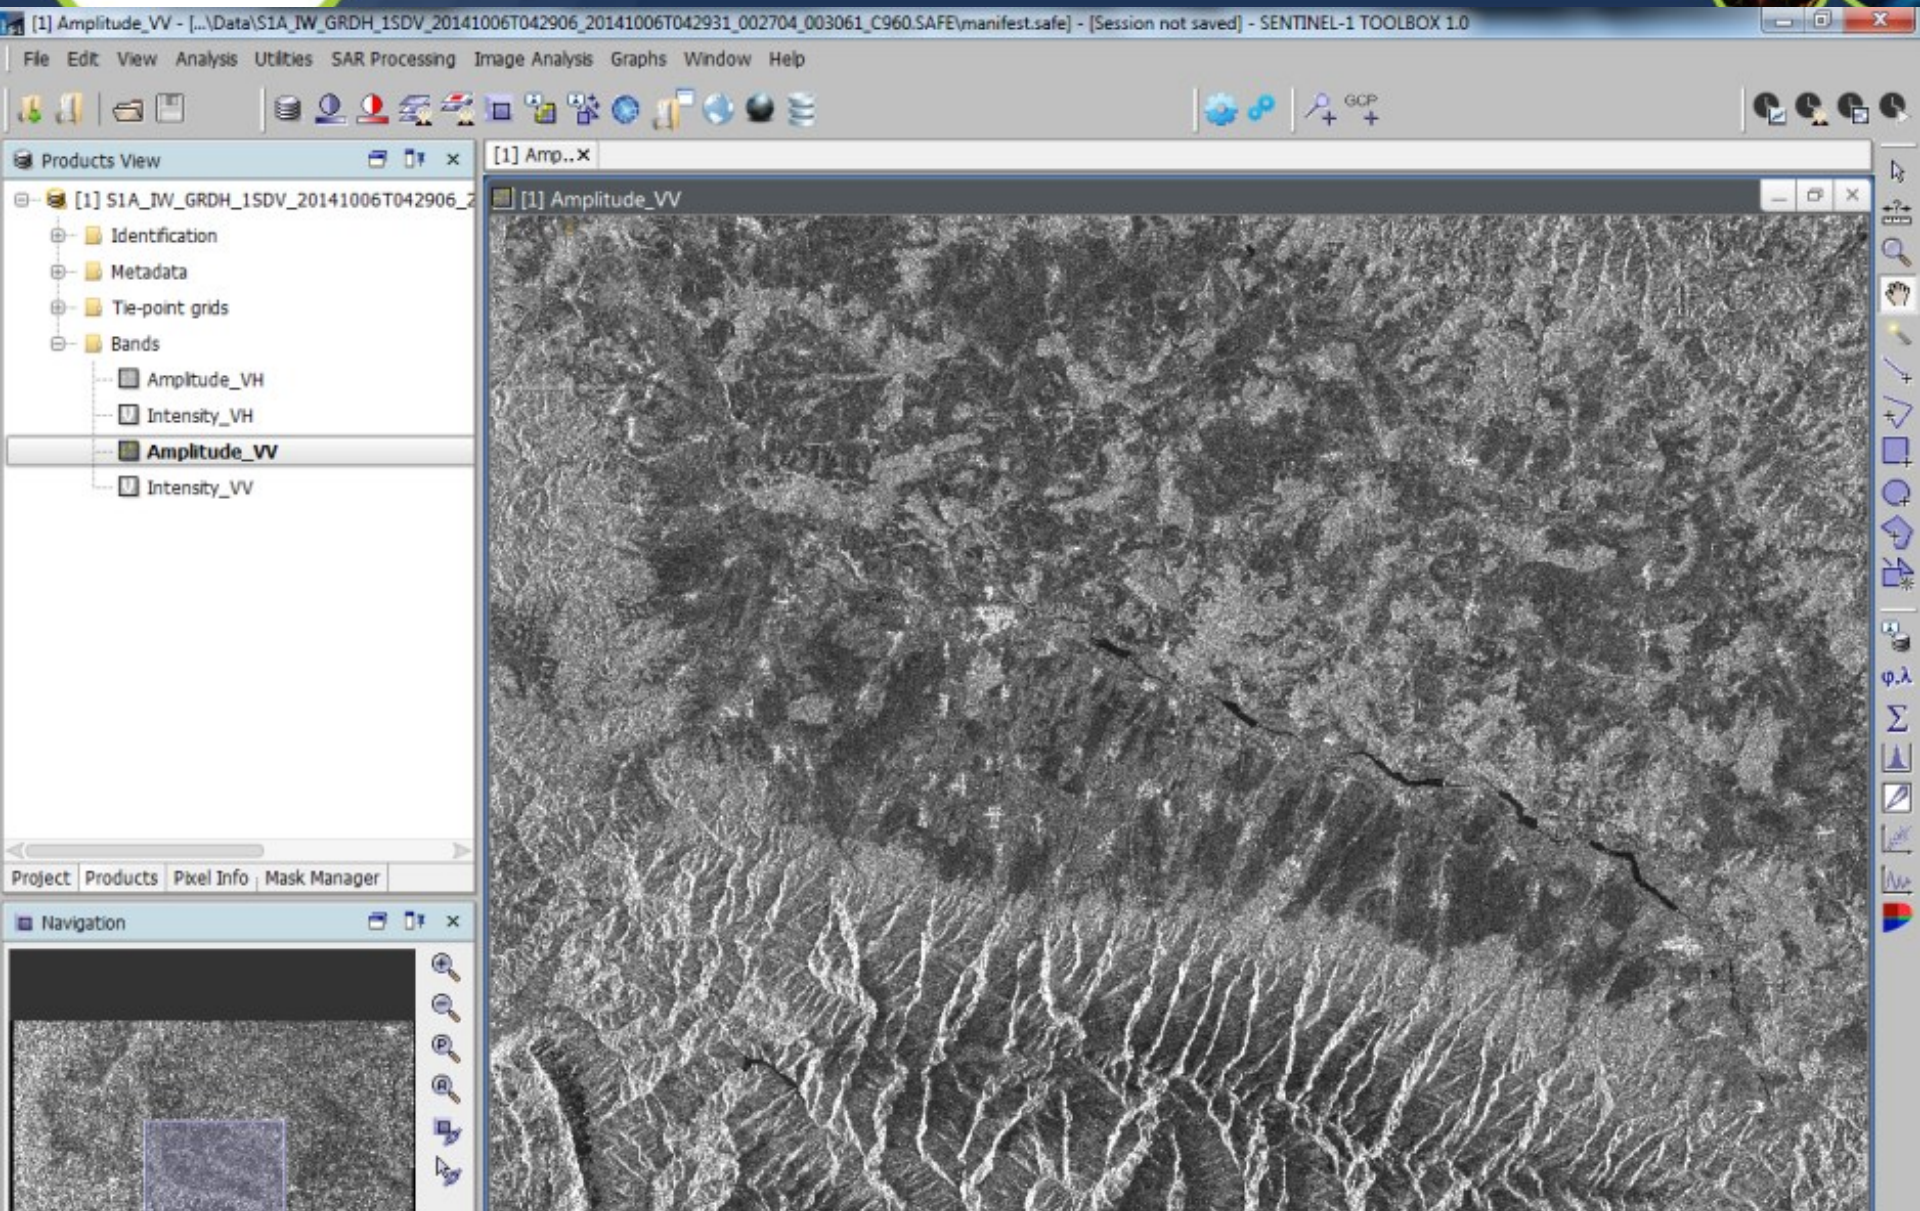 [1] Amplitude_VV - [...\Data\S1A_IW_GRDH_1SDV_20141006T042906_20141006T042931_002704_003061_C960.SAFE\manifest.safe] - [Session not saved] - SENTINEL-1 TOOLBOX 1.0
File Edit View Analysis Utilities SAR Processing Image Analysis Graphs Window Help
GCP
Products View
[1] Amp..
[1] S1A_IW_GRDH_1SDV_20141006T042906_2
[1] Amplitude_VV
Identification
Metadata
Tie-point grids
Bands
Amplitude_VH
Intensity_VH
Amplitude_VV
Intensity_VV
φ,λ
Σ
Project Products Pixel Info Mask Manager
Navigation